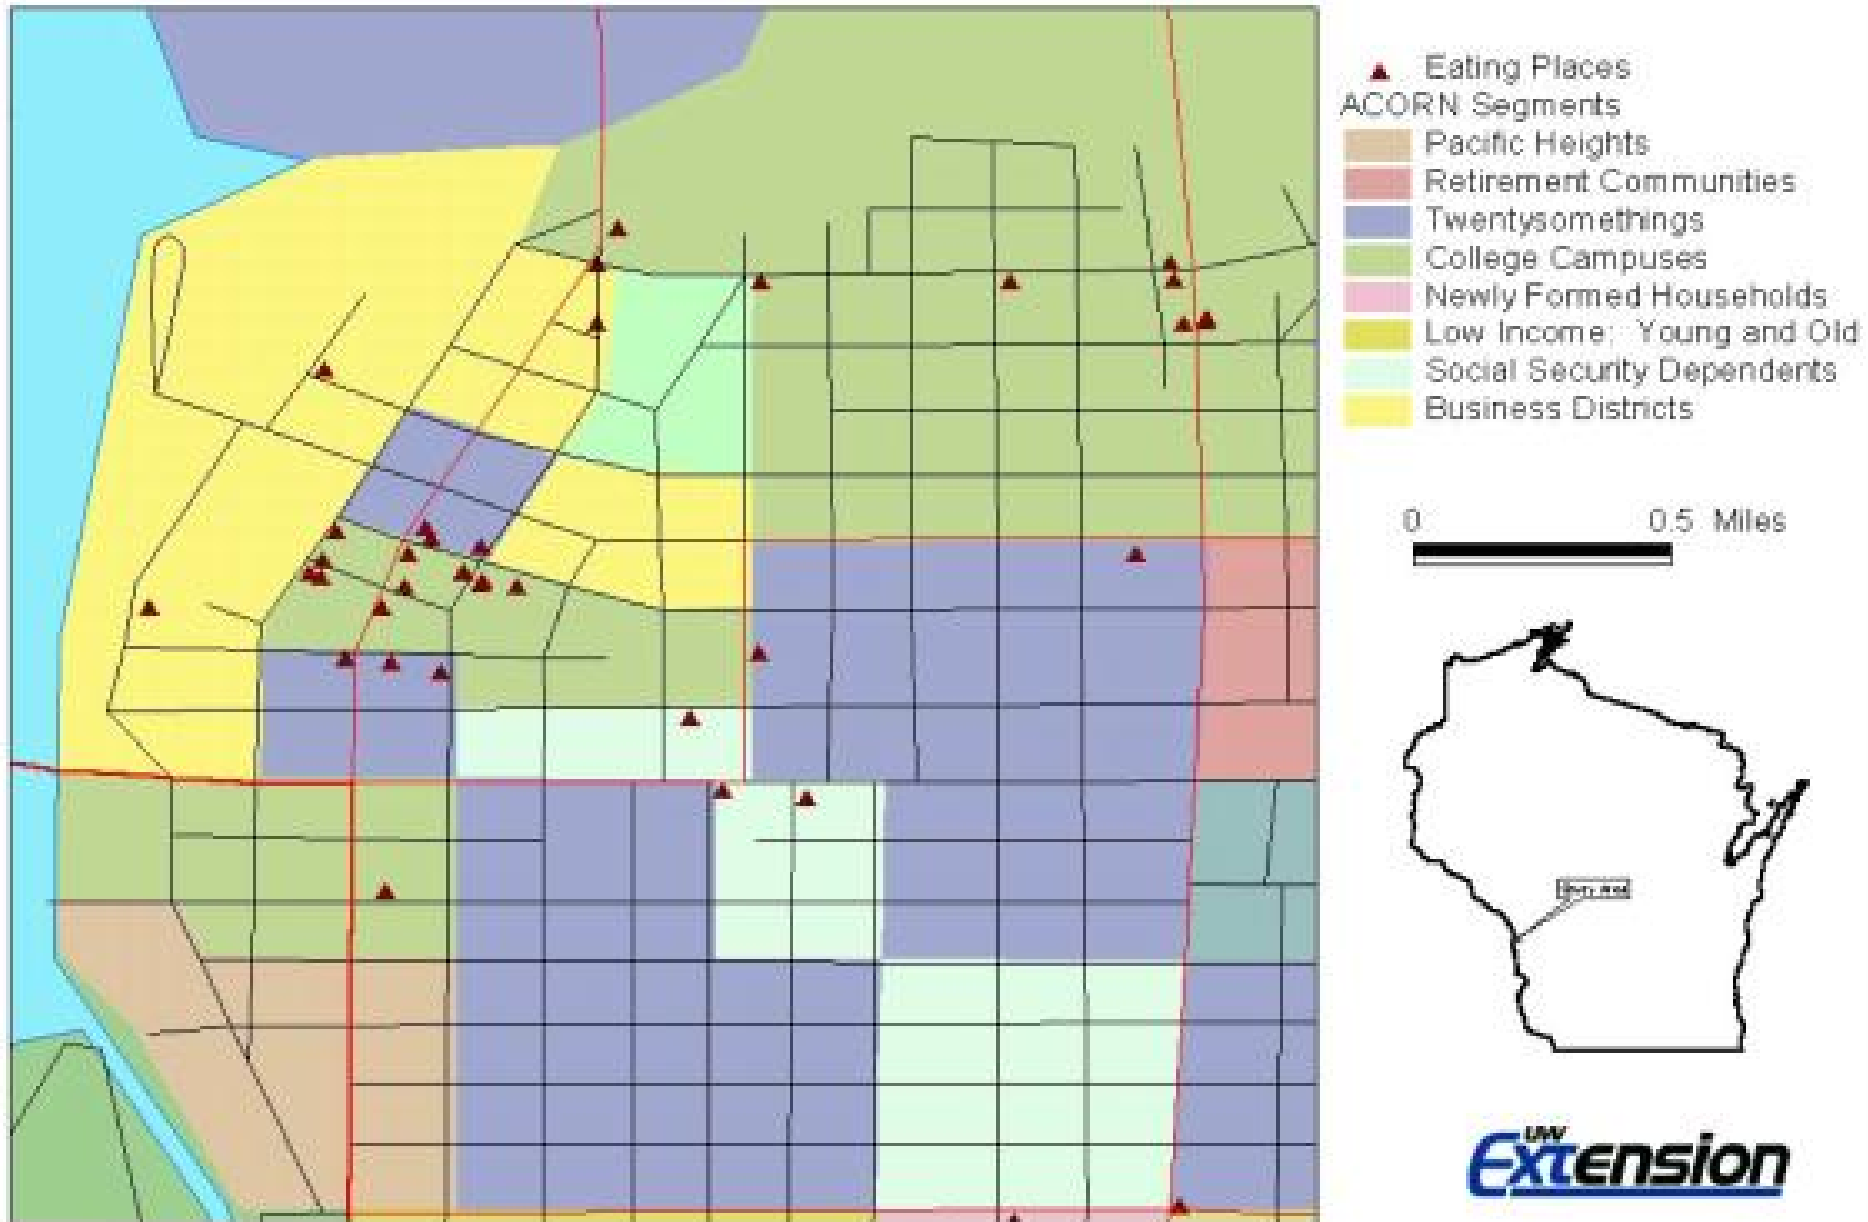 Eating Places
ACORN Segments
Pacific Heights
Retirement Communities
Twentysomethings
College Campuses
Newly Formed Households
Low Income: Young and Old
Social Security Dependents
Business Districts
0 0.5 Miles
UW
Extension